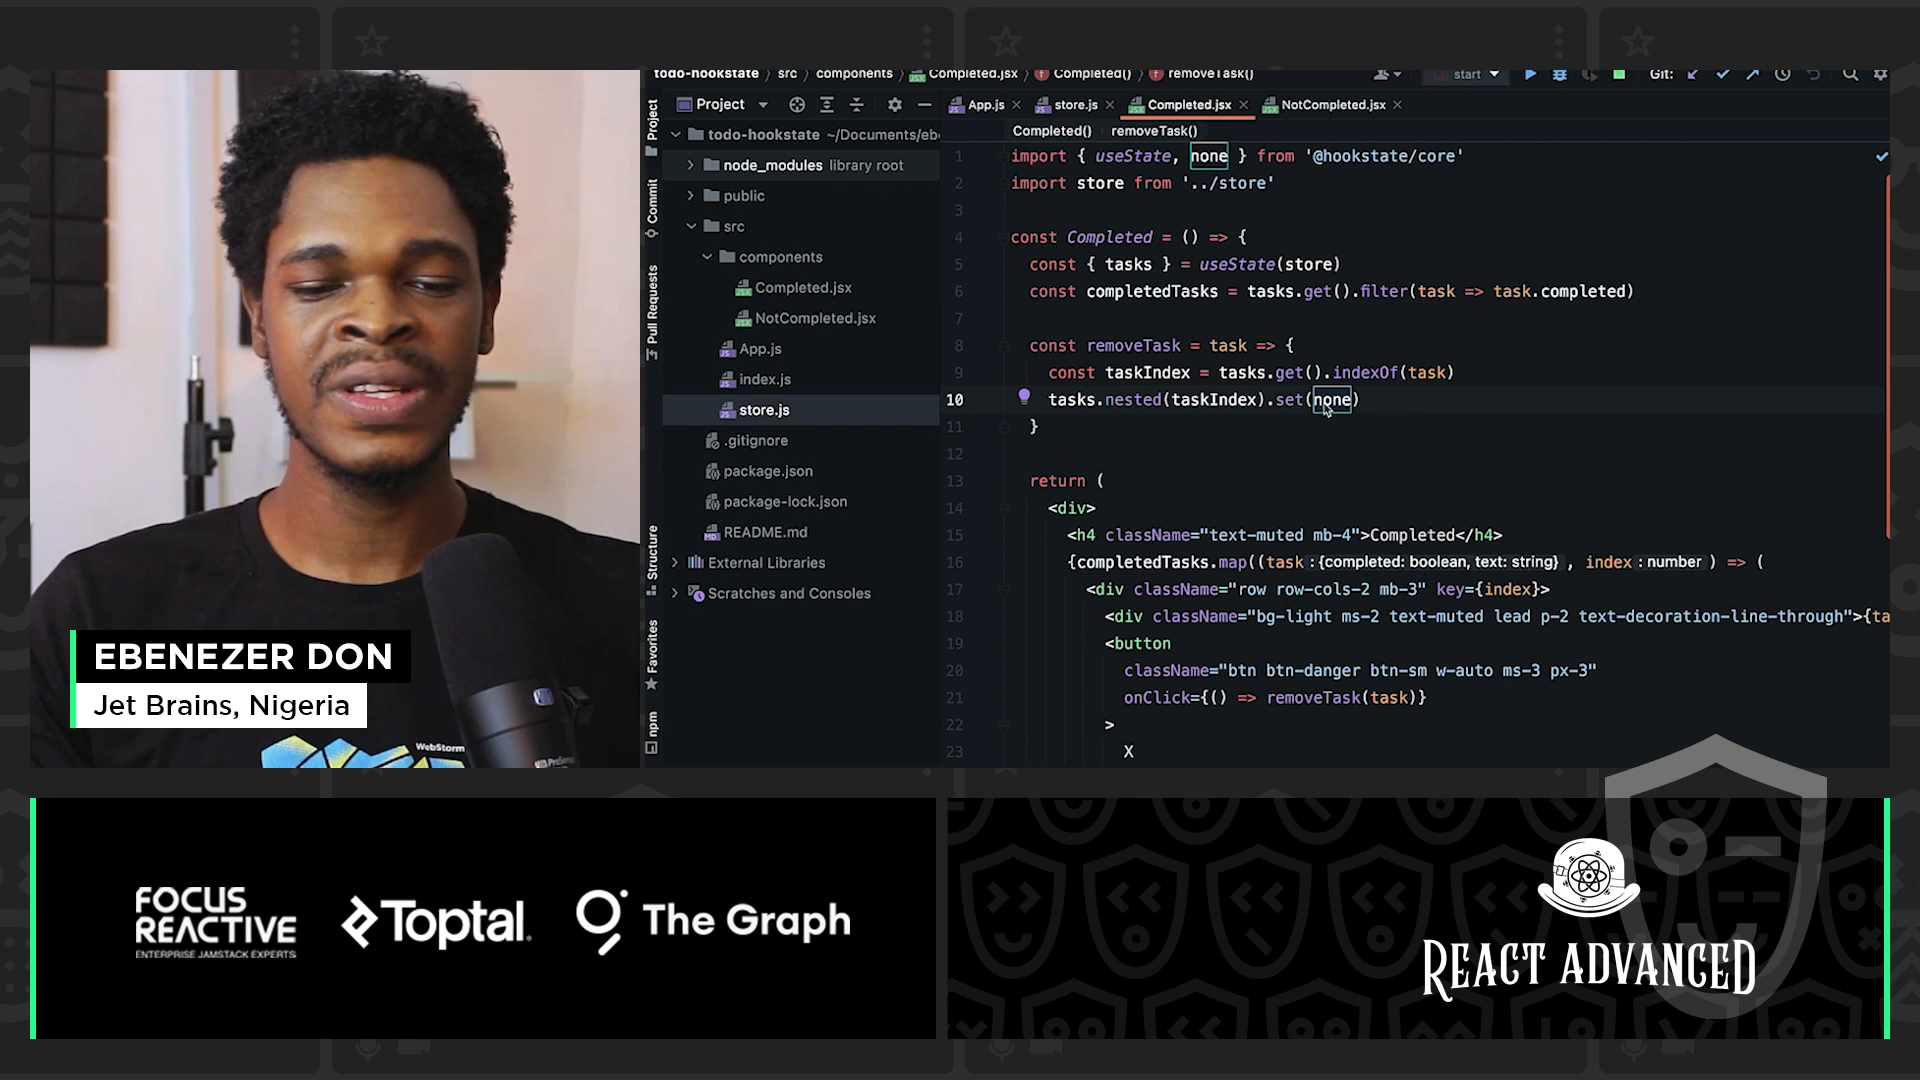 todo-hookstate 〉 src 〉 components 〉 Completed.jsx 〉 Completed() 〉 removeTask()
start
Git:
Project
App.js
store.js
Completed.jsx
NotCompleted.jsx
Completed() 〉 removeTask()
Project
Commit
Pull Requests
Structure
Favorites
npm
todo-hookstate ~/Documents/eb
node_modules library root
public
src
components
Completed.jsx
NotCompleted.jsx
App.js
index.js
store.js
.gitignore
package.json
package-lock.json
README.md
External Libraries
Scratches and Consoles
1 import { useState, none } from '@hookstate/core'
2 import store from '../store'
3
4 const Completed = () => {
5 const { tasks } = useState(store)
6 const completedTasks = tasks.get().filter(task => task.completed)
7
8 const removeTask = task => {
9 const taskIndex = tasks.get().indexOf(task)
10 tasks.nested(taskIndex).set(none)
11 }
12
13 return (
14 <div>
15 <h4 className="text-muted mb-4">Completed</h4>
16 {completedTasks.map((task : {completed: boolean, text: string} , index : number ) => (
17 <div className="row row-cols-2 mb-3" key={index}>
18 <div className="bg-light ms-2 text-muted lead p-2 text-decoration-line-through">{ta
19 <button
20 className="btn btn-danger btn-sm w-auto ms-3 px-3"
21 onClick={() => removeTask(task)}
22 >
23 X
WebStorm
EBENEZER DON
Jet Brains, Nigeria
FOCUS
REACTIVE
ENTERPRISE JAMSTACK EXPERTS
Toptal
The Graph
REACT ADVANCED